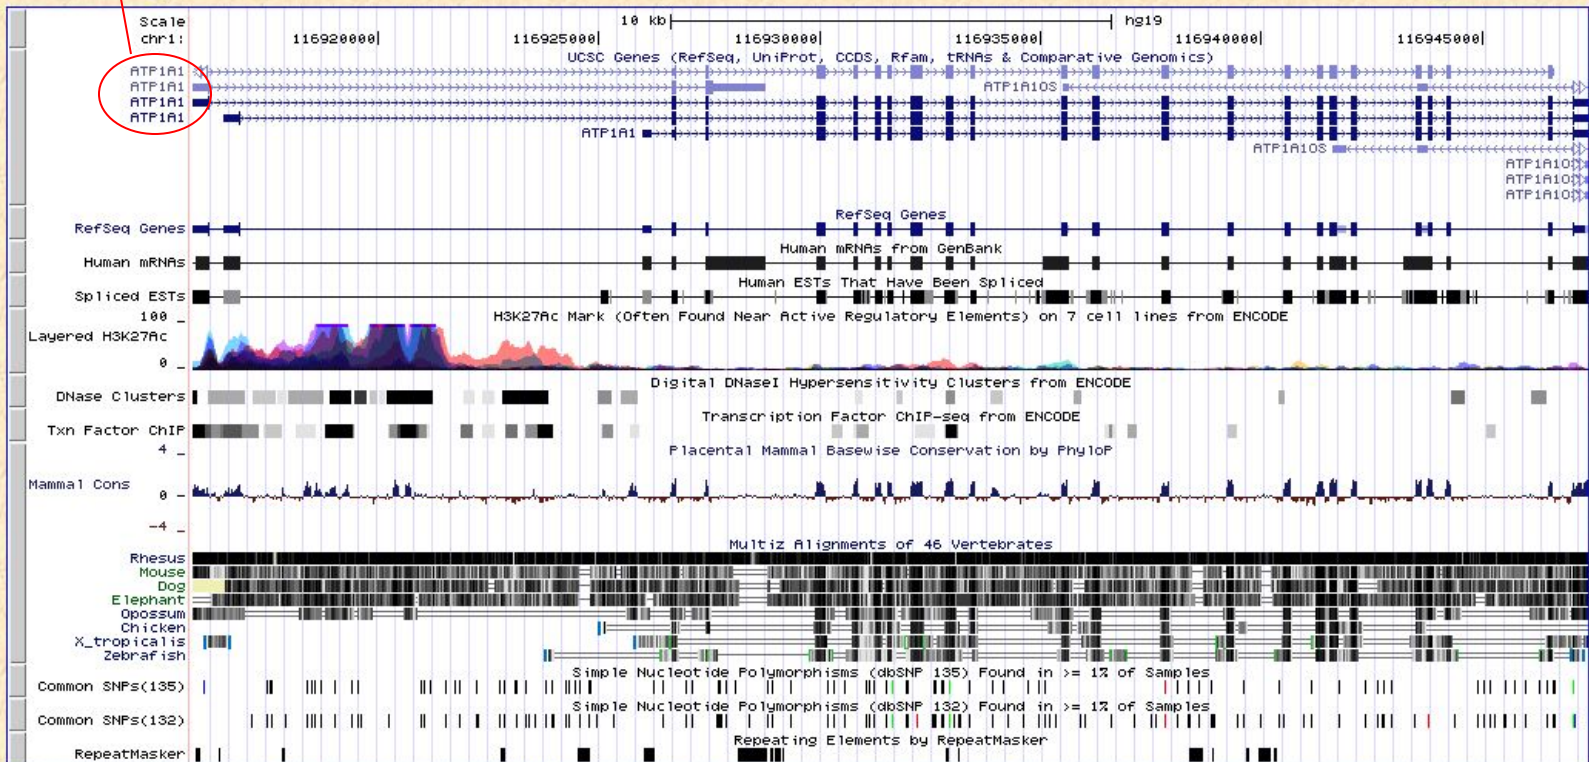 Scale 10 kb hg19
chr1: 116920000 116925000 116930000 116935000 116940000 116945000
UCSC Genes (RefSeq, UniProt, CCDS, Rfam, tRNAs & Comparative Genomics)
ATP1A1
ATP1A1 ATP1A1OS
ATP1A1
ATP1A1
ATP1A1
ATP1A1OS
ATP1A1O
ATP1A1O
ATP1A1O
RefSeq Genes
RefSeq Genes
Human mRNAs from GenBank
Human mRNAs
Human ESTs That Have Been Spliced
Spliced ESTs
100
H3K27Ac Mark (Often Found Near Active Regulatory Elements) on 7 cell lines from ENCODE
Layered H3K27Ac
0
Digital DNaseI Hypersensitivity Clusters from ENCODE
DNase Clusters
Transcription Factor ChIP-seq from ENCODE
Txn Factor ChIP
4
Placental Mammal Basewise Conservation by PhyloP
Mammal Cons
0
-4
Multiz Alignments of 46 Vertebrates
Rhesus
Mouse
Dog
Elephant
Opossum
Chicken
X_tropicalis
Zebrafish
Simple Nucleotide Polymorphisms (dbSNP 135) Found in >= 1% of Samples
Common SNPs(135)
Simple Nucleotide Polymorphisms (dbSNP 132) Found in >= 1% of Samples
Common SNPs(132)
Repeating Elements by RepeatMasker
RepeatMasker